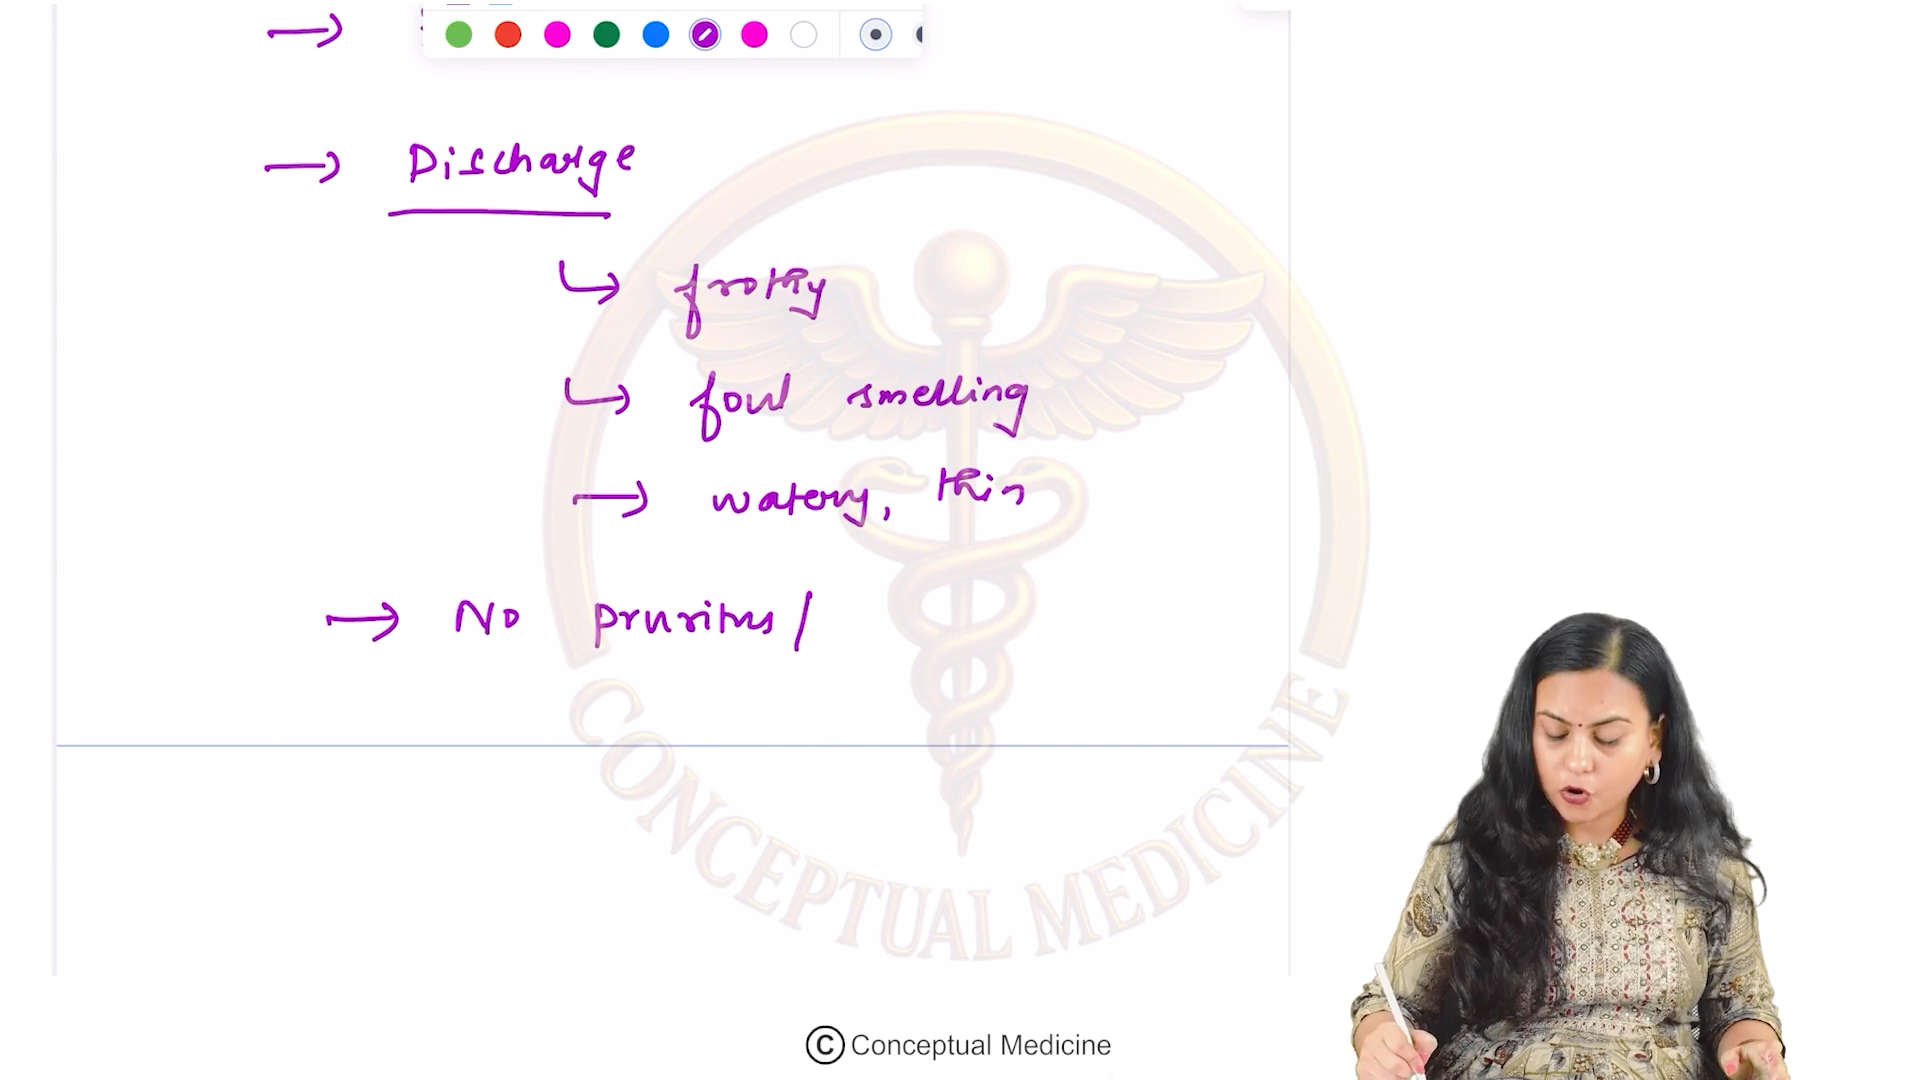 → Discharge
↳ frothy
↳ foul smelling
→ watery, thin
→ No pruritus /
CONCEPTUAL MEDICINE
© Conceptual Medicine